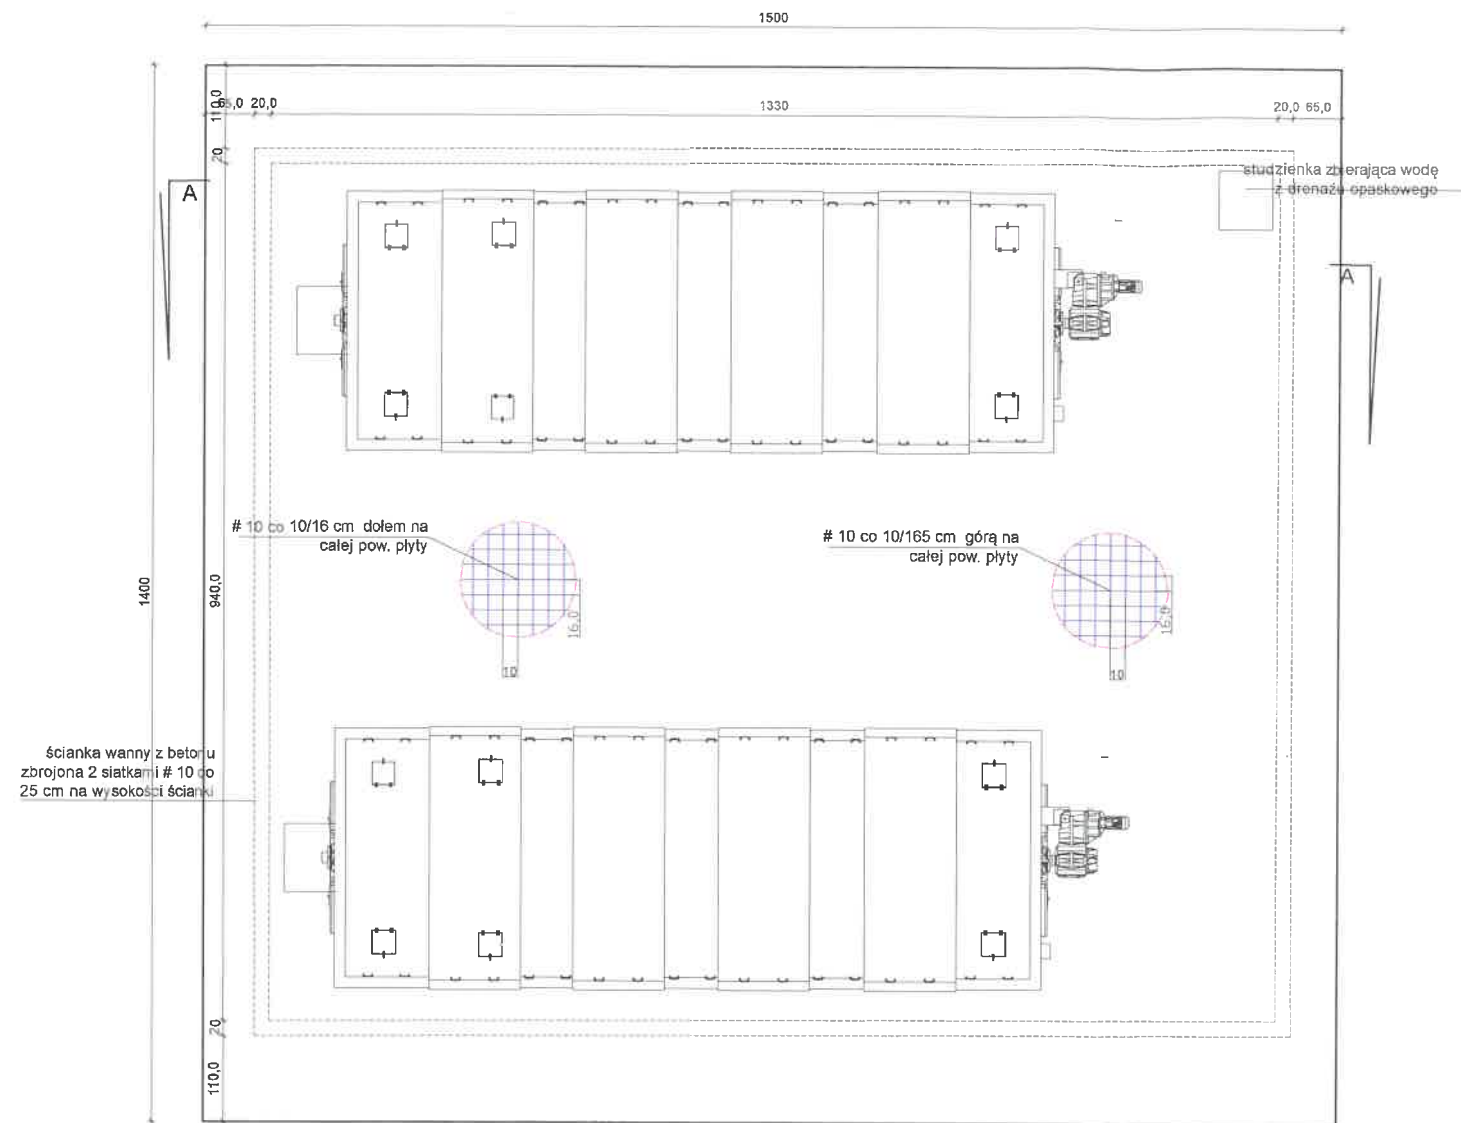 1500
110,0
65,0 20,0
1330
20,0 65,0
20
studzienka zbierająca wodę
z drenażu opaskowego
A
A
# 10 co 10/16 cm dołem na
całej pow. płyty
# 10 co 10/165 cm górą na
całej pow. płyty
1400
940,0
16,0
16,0
10
10
ścianka wanny z betonu
zbrojona 2 siatkami # 10 co
25 cm na wysokości ścianki
20
110,0